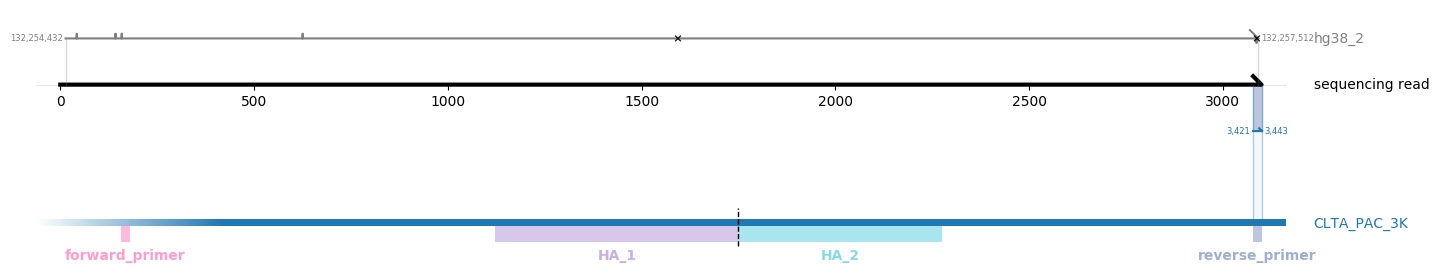 132,254,432 132,257,512 hg38_2
sequencing read
0 500 1000 1500 2000 2500 3000
3,421 3,443
CLTA_PAC_3K
forward_primer HA_1 HA_2 reverse_primer